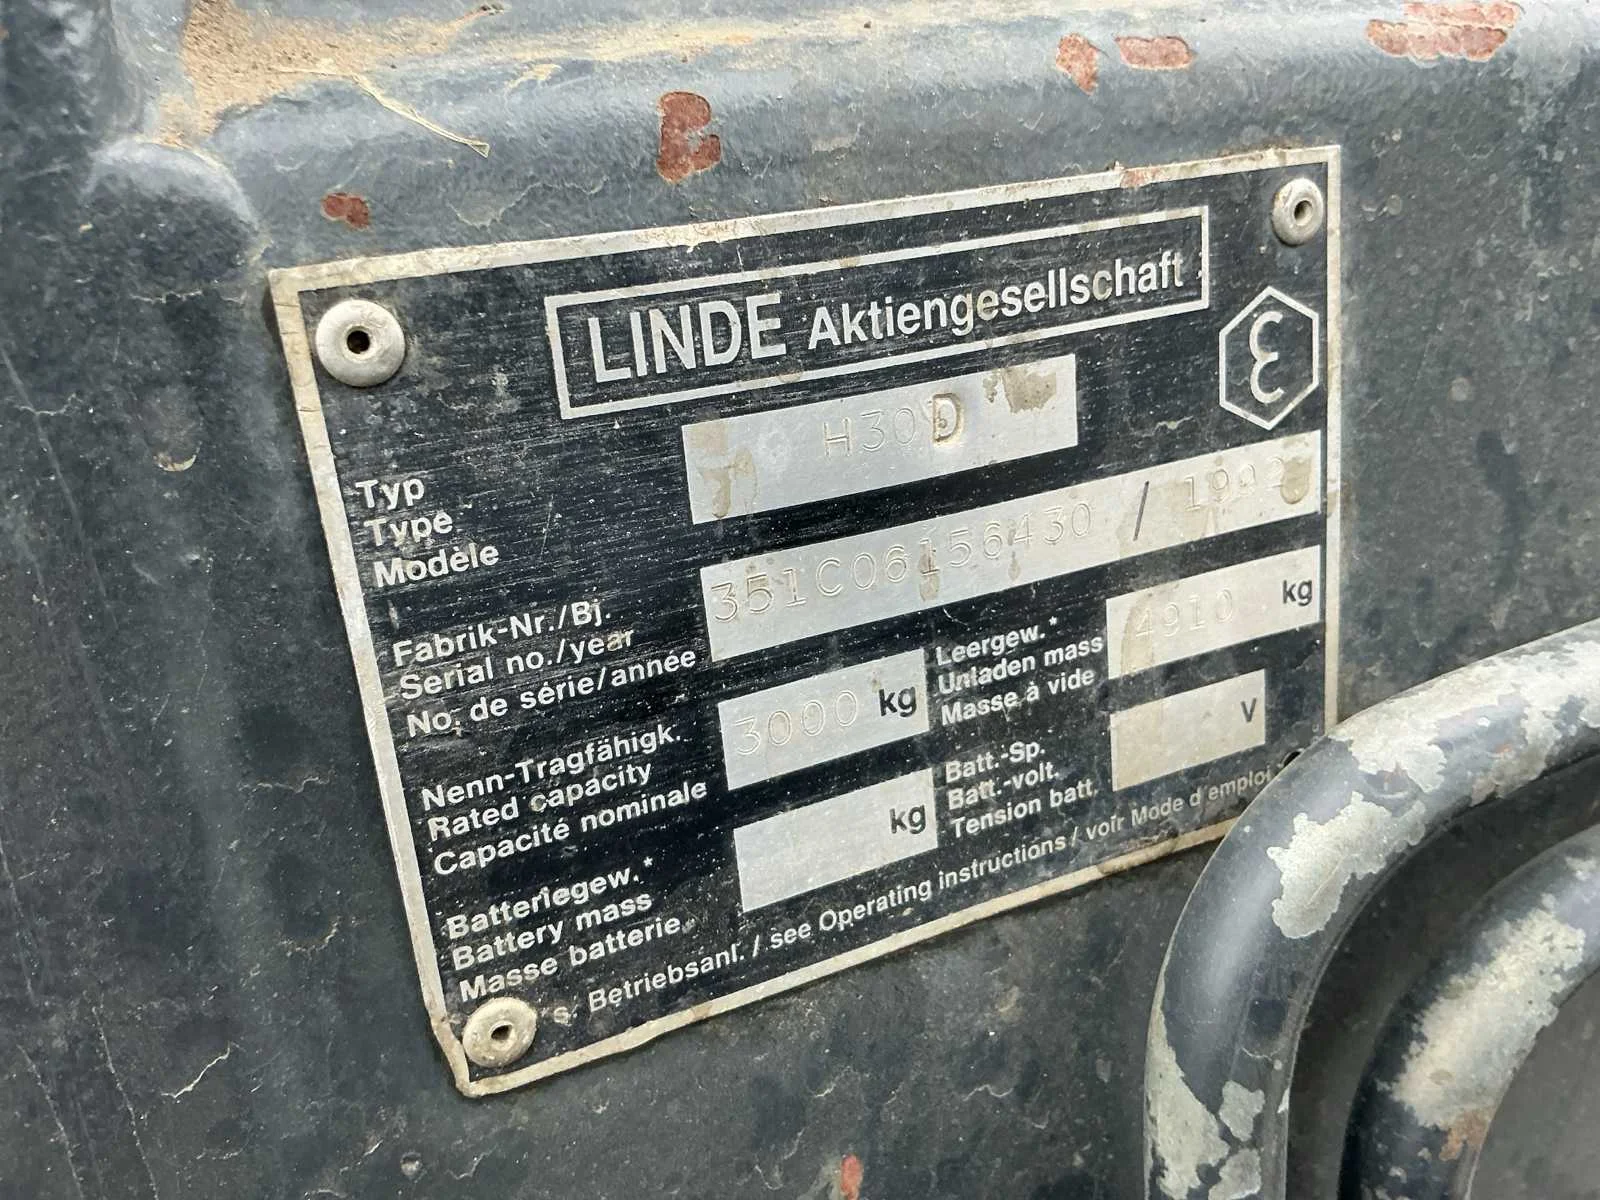 LINDE Aktiengesellschaft
Typ
Type
Modèle
H30D
Fabrik-Nr./Bj.
Serial no./year
No. de série/année
351C06156430 / 1992
Nenn-Tragfähigk.
Rated capacity
Capacité nominale
3000 kg
Leergew.*
Unladen mass
Masse à vide
4910 kg
Batteriegew.*
Battery mass
Masse batterie
kg
Batt.-Sp.
Batt.-volt.
Tension batt.
V
* s. Betriebsanl. / see Operating instructions / voir Mode d'emploi